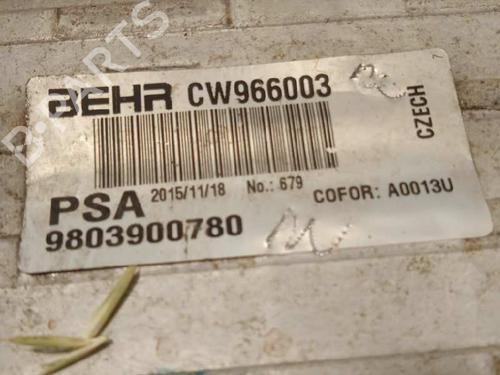 BEHR CW966003
CZECH
PSA 2015/11/18 No.: 679
COFOR: A0013U
9803900780
B-PARTS